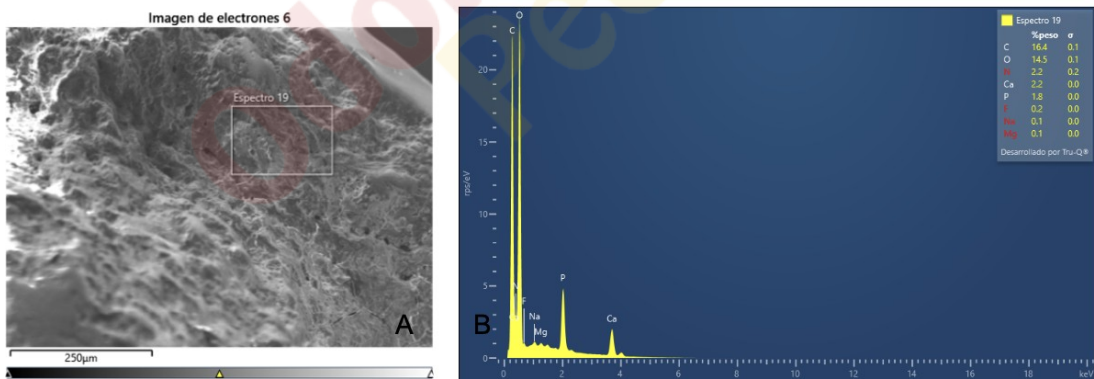 Imagen de electrones 6
Espectro 19
A
250µm
rps/eV
20
15
10
5
0
C
O
N
F
Na
Mg
P
Ca
B
0 2 4 6 8 10 12 14 16 18 keV
Espectro 19
%peso σ
C 16.4 0.1
O 14.5 0.1
N 2.2 0.2
Ca 2.2 0.0
P 1.8 0.0
F 0.2 0.0
Na 0.1 0.0
Mg 0.1 0.0
Desarrollado por Tru-Q®